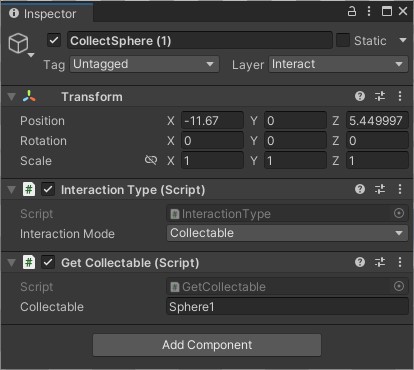 Inspector
CollectSphere (1) Static
Tag Untagged Layer Interact
Transform
Position X -11.67 Y 0 Z 5.449997
Rotation X 0 Y 0 Z 0
Scale X 1 Y 1 Z 1
# Interaction Type (Script)
Script # InteractionType
Interaction Mode Collectable
# Get Collectable (Script)
Script # GetCollectable
Collectable Sphere1
Add Component